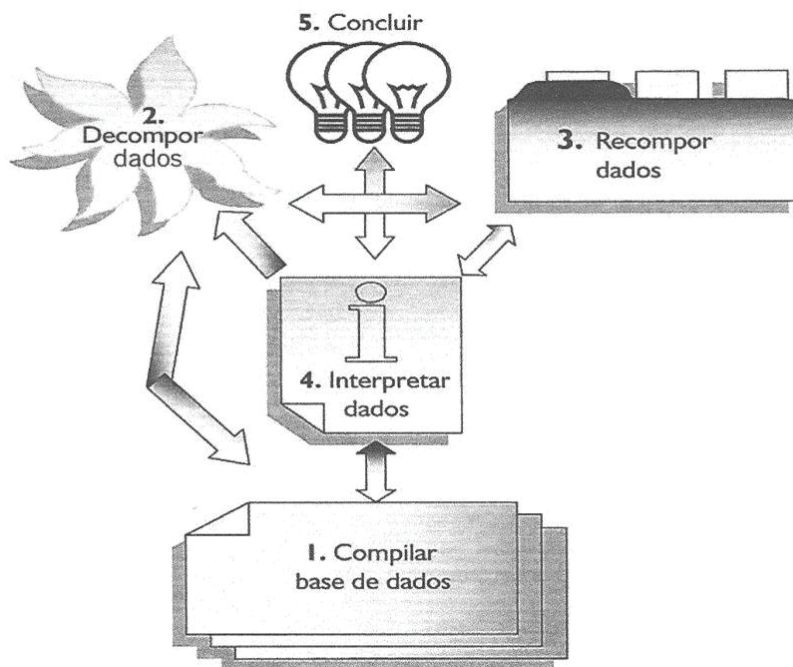 5. Concluir
2.
Decompor
dados
3. Recompor
dados
4. Interpretar
dados
1. Compilar
base de dados